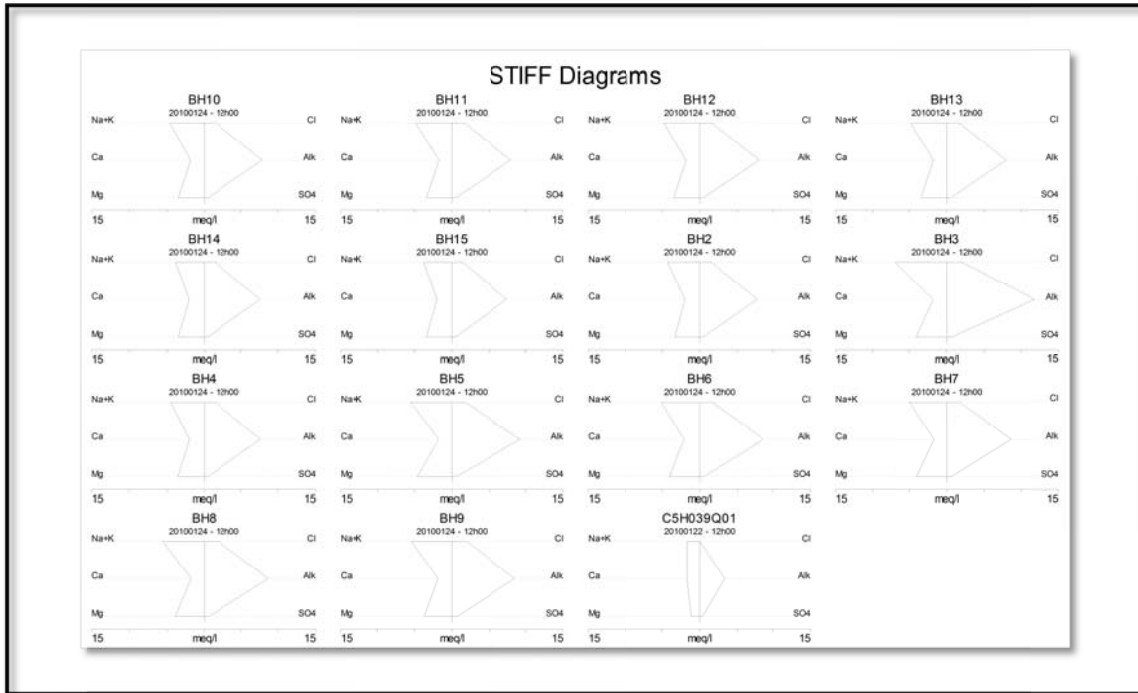 STIFF Diagrams
BH10 BH11 BH12 BH13
20100124 - 12h00 20100124 - 12h00 20100124 - 12h00 20100124 - 12h00
Na+K Cl Na+K Cl Na+K Cl Na+K Cl
Ca Alk Ca Alk Ca Alk Ca Alk
Mg SO4 Mg SO4 Mg SO4 Mg SO4
15 meq/l 15 15 meq/l 15 15 meq/l 15 15 meq/l 15
BH14 BH15 BH2 BH3
20100124 - 12h00 20100124 - 12h00 20100124 - 12h00 20100124 - 12h00
Na+K Cl Na+K Cl Na+K Cl Na+K Cl
Ca Alk Ca Alk Ca Alk Ca Alk
Mg SO4 Mg SO4 Mg SO4 Mg SO4
15 meq/l 15 15 meq/l 15 15 meq/l 15 15 meq/l 15
BH4 BH5 BH6 BH7
20100124 - 12h00 20100124 - 12h00 20100124 - 12h00 20100124 - 12h00
Na+K Cl Na+K Cl Na+K Cl Na+K Cl
Ca Alk Ca Alk Ca Alk Ca Alk
Mg SO4 Mg SO4 Mg SO4 Mg SO4
15 meq/l 15 15 meq/l 15 15 meq/l 15 15 meq/l 15
BH8 BH9 C5H039Q01
20100124 - 12h00 20100124 - 12h00 20100122 - 12h00
Na+K Cl Na+K Cl Na+K Cl
Ca Alk Ca Alk Ca Alk
Mg SO4 Mg SO4 Mg SO4
15 meq/l 15 15 meq/l 15 15 meq/l 15